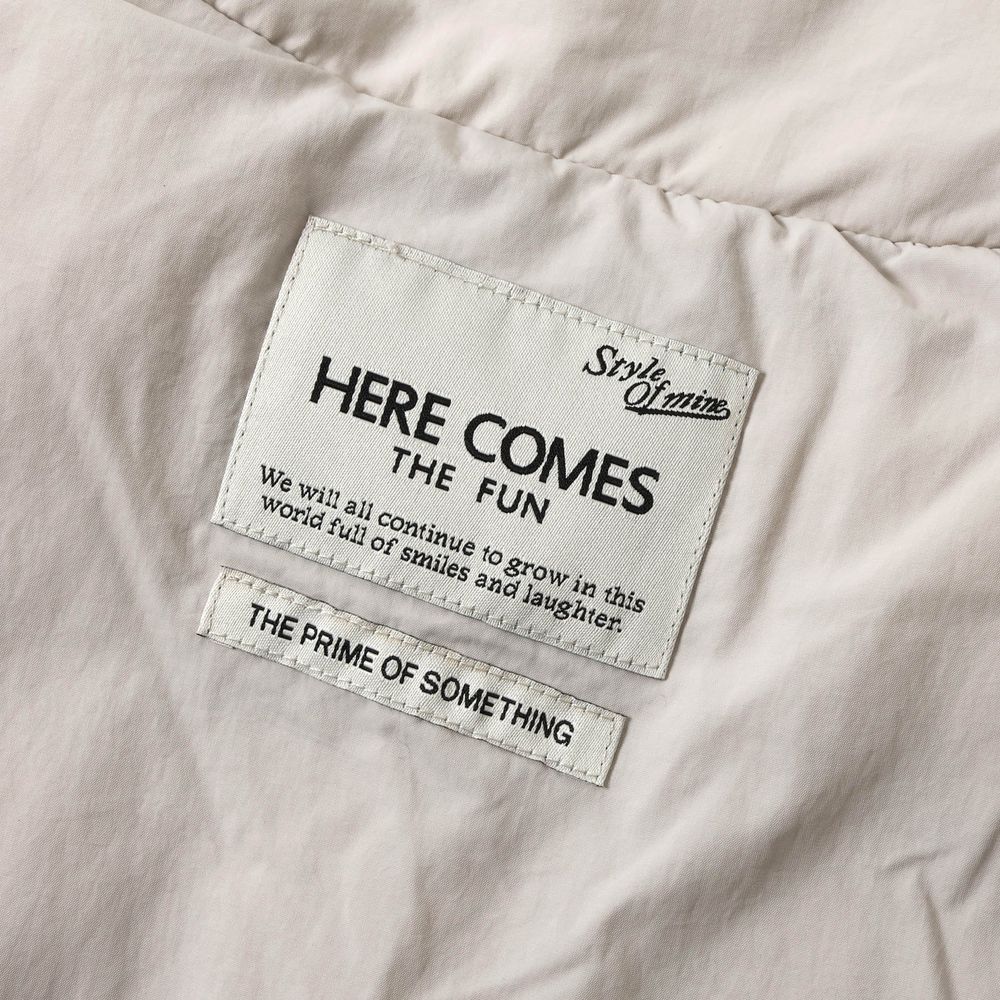 Style
Of mine
HERE COMES
THE FUN
We will all continue to grow in this
world full of smiles and laughter.
THE PRIME OF SOMETHING